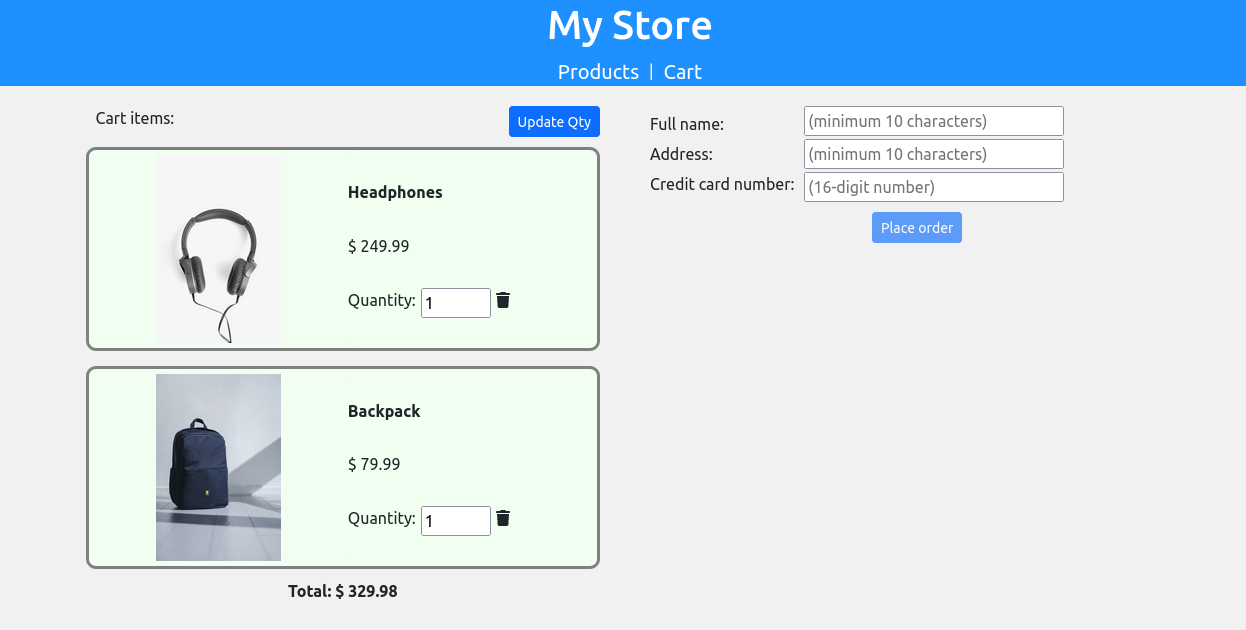 My Store
Products | Cart
Cart items:
Update Qty
Headphones
$ 249.99
Quantity: 1
Backpack
$ 79.99
Quantity: 1
Total: $ 329.98
Full name: (minimum 10 characters)
Address: (minimum 10 characters)
Credit card number: (16-digit number)
Place order